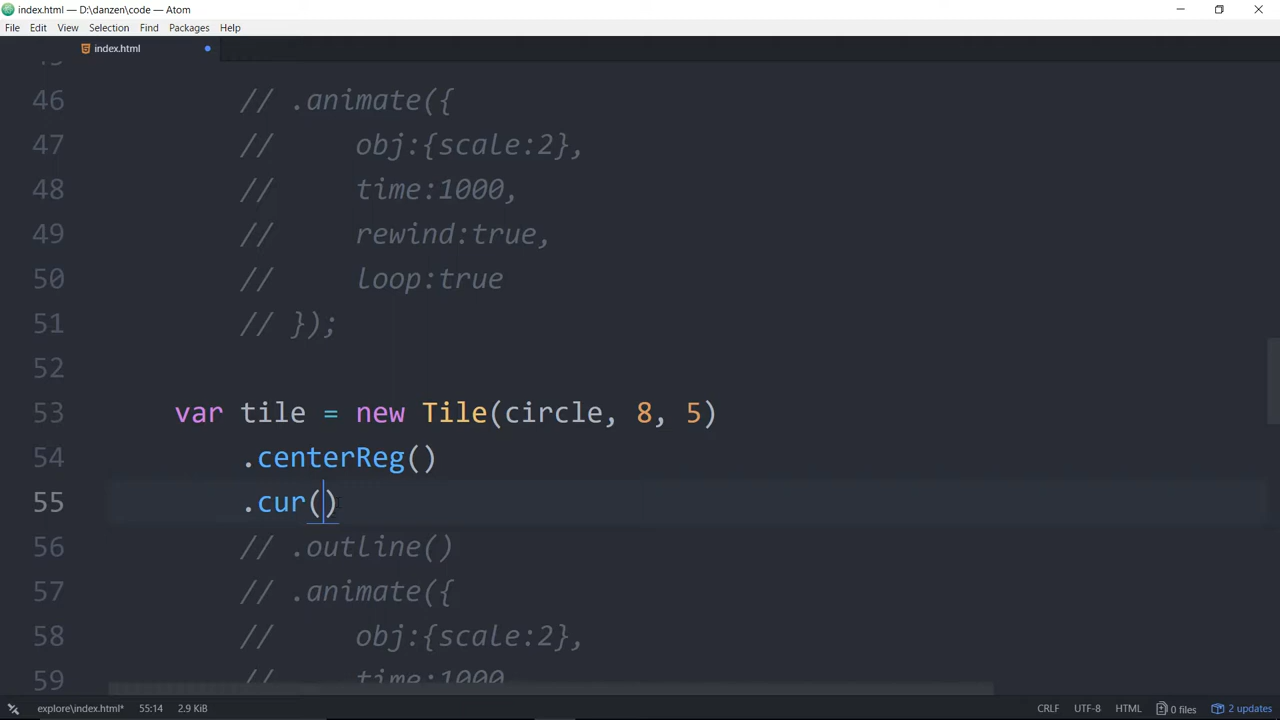 index.html — D:\danzen\code — Atom
File Edit View Selection Find Packages Help
index.html
46 // .animate({
47 // obj:{scale:2},
48 // time:1000,
49 // rewind:true,
50 // loop:true
51 // });
52
53 var tile = new Tile(circle, 8, 5)
54 .centerReg()
55 .cur()
56 // .outline()
57 // .animate({
58 // obj:{scale:2},
59 // time:1000
explore\index.html* 55:14 2.9 KiB CRLF UTF-8 HTML 0 files 2 updates